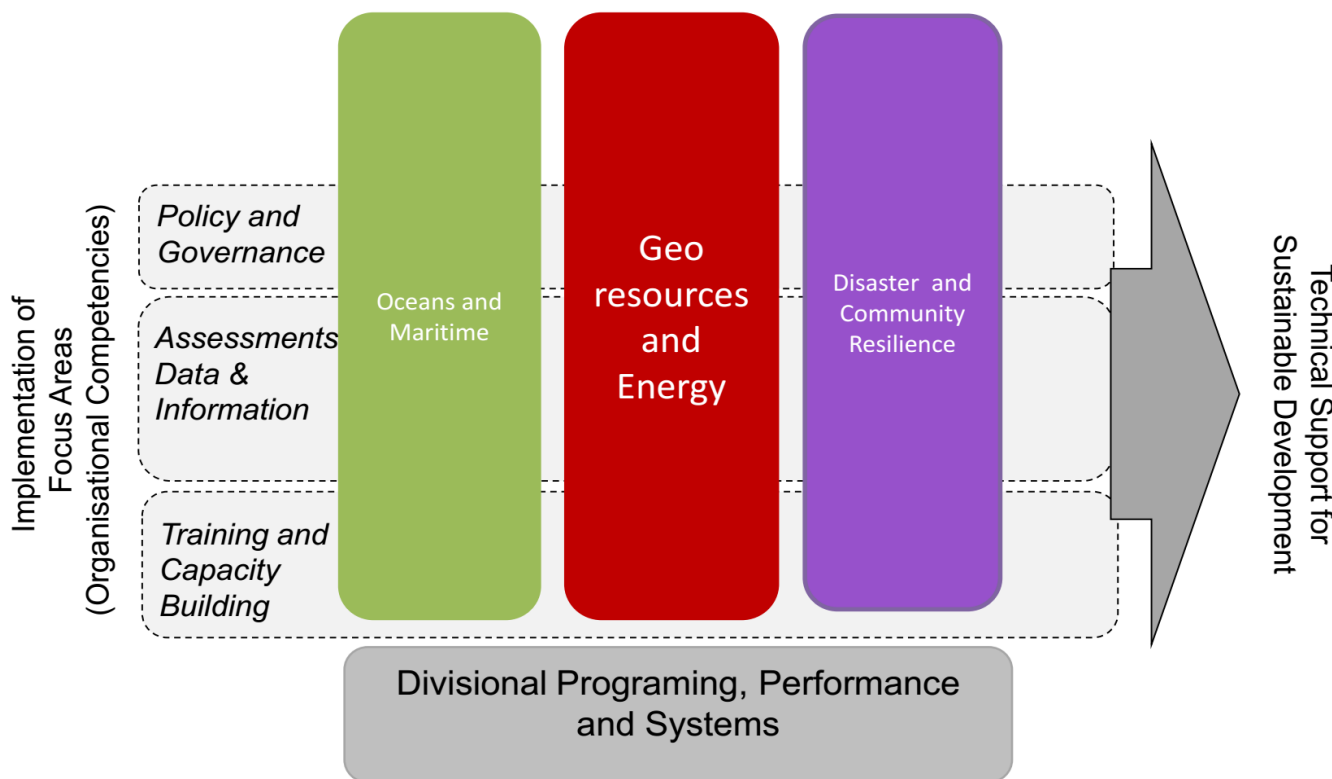 Implementation of
Focus Areas
(Organisational Competencies)
Policy and
Governance
Assessments
Data &
Information
Training and
Capacity
Building
Oceans and
Maritime
Geo
resources
and
Energy
Disaster and
Community
Resilience
Technical Support for
Sustainable Development
Divisional Programing, Performance
and Systems